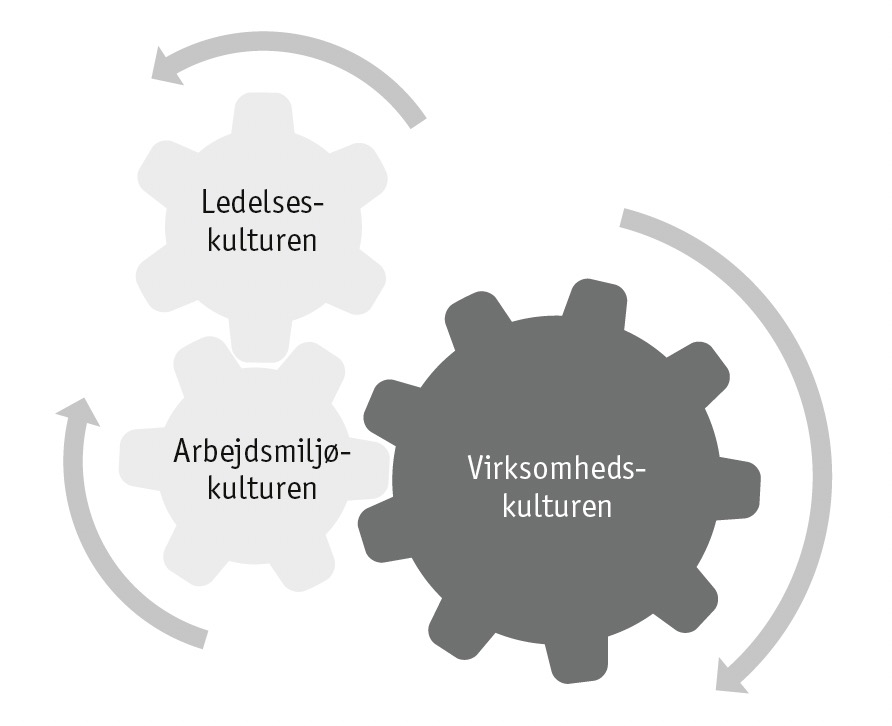 Ledelses-
kulturen
Arbejdsmiljø-
kulturen
Virksomheds-
kulturen